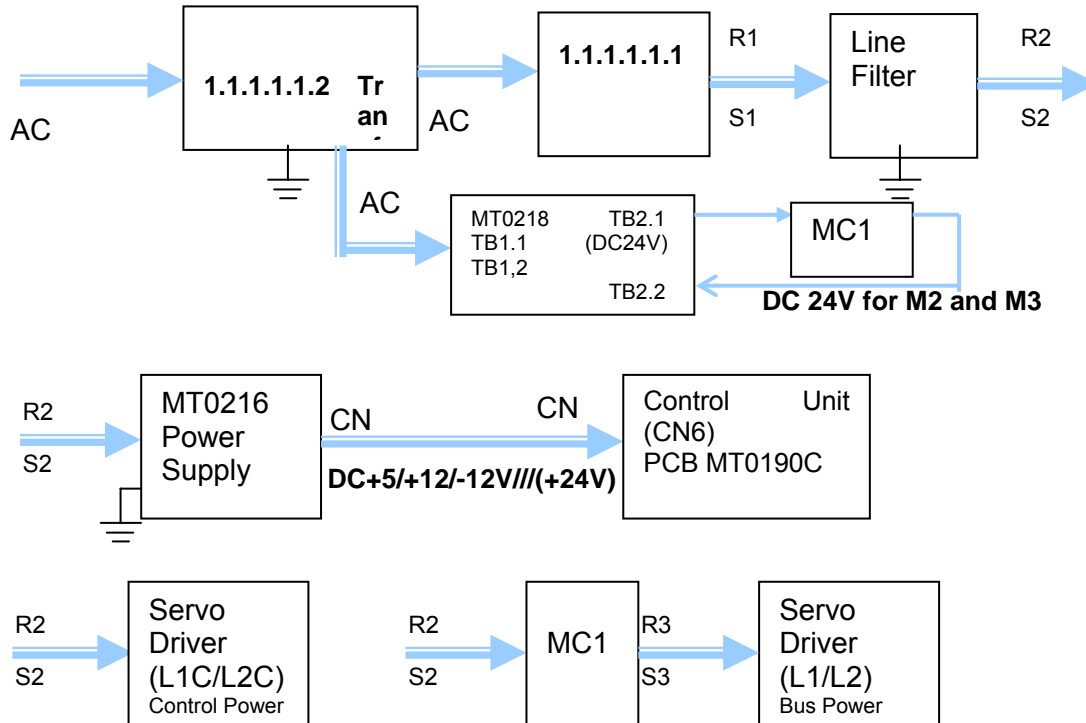 AC
1.1.1.1.1.2 Tr
an
AC
1.1.1.1.1.1
R1
S1
Line
Filter
R2
S2
AC
MT0218
TB1.1
TB1,2
TB2.1
(DC24V)
TB2.2
MC1
DC 24V for M2 and M3
R2
S2
MT0216
Power
Supply
CN
CN
DC+5/+12/-12V///(+24V)
Control Unit
(CN6)
PCB MT0190C
R2
S2
Servo
Driver
(L1C/L2C)
Control Power
R2
S2
MC1
R3
S3
Servo
Driver
(L1/L2)
Bus Power